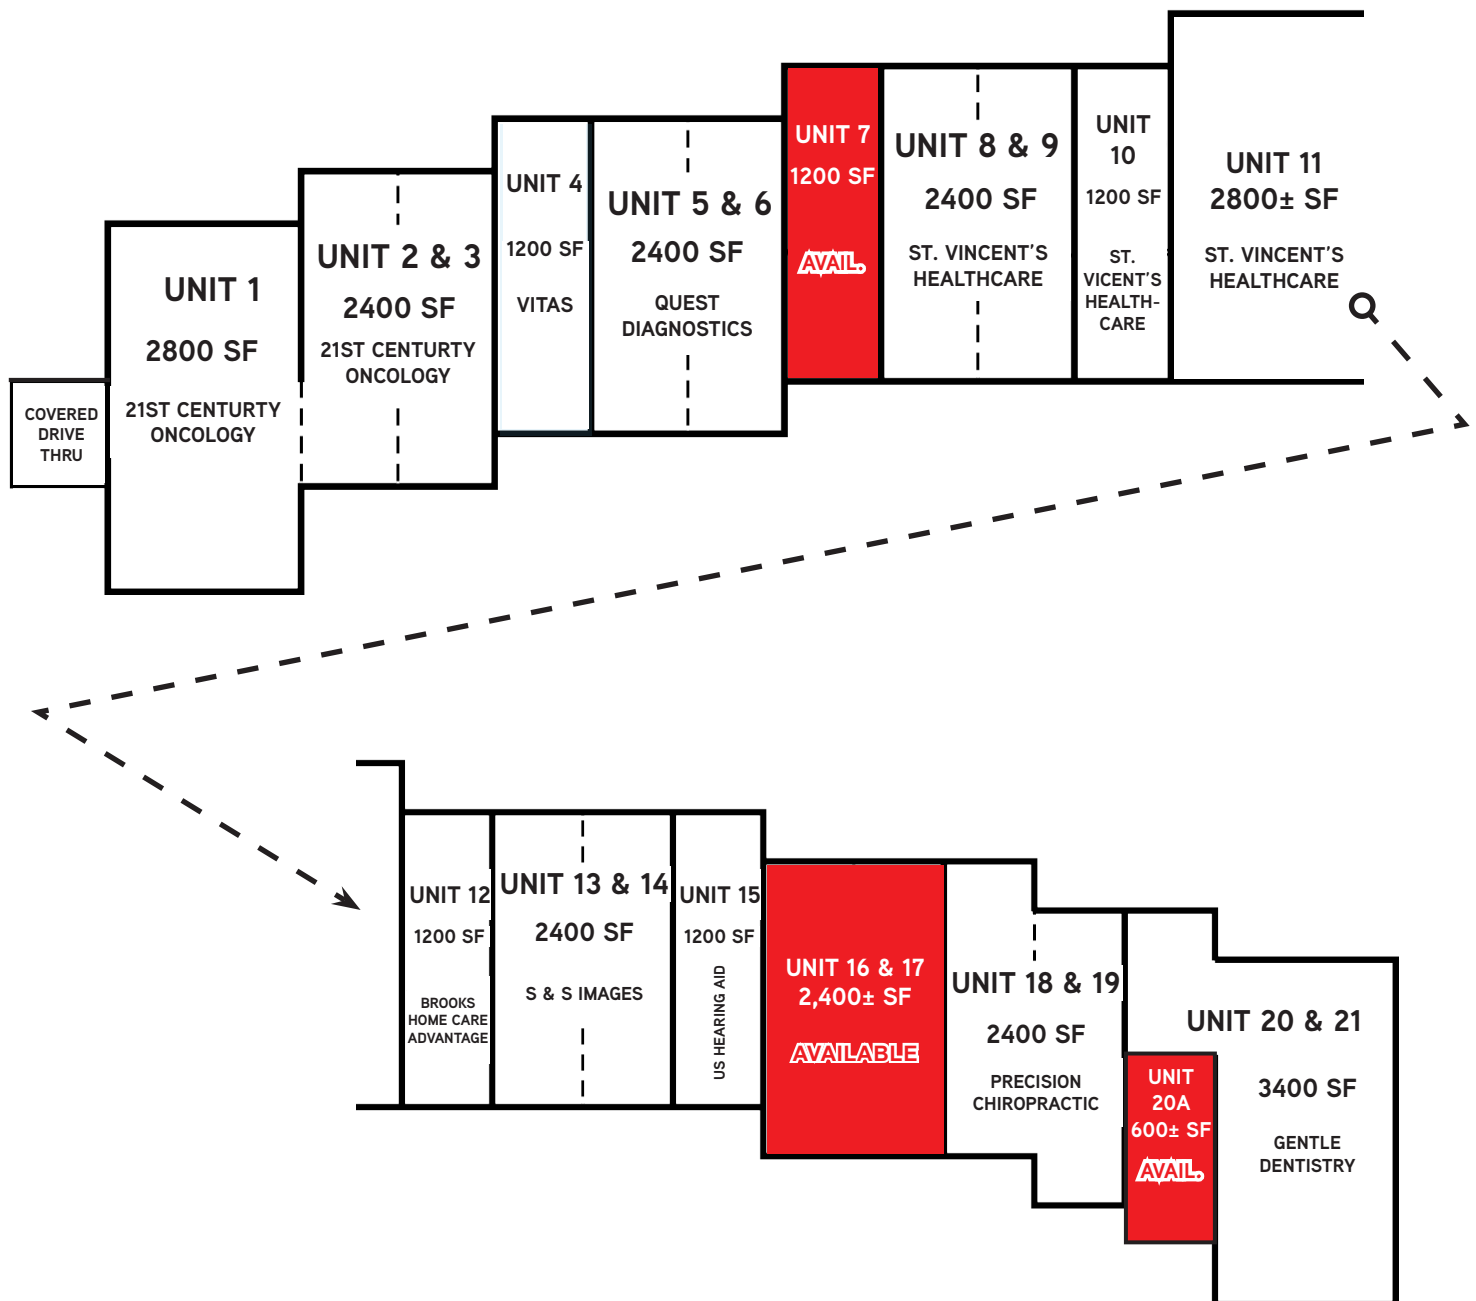 COVERED
DRIVE
THRU
UNIT 1
2800 SF
21ST CENTURTY
ONCOLOGY
UNIT 2 & 3
2400 SF
21ST CENTURTY
ONCOLOGY
UNIT 4
1200 SF
VITAS
UNIT 5 & 6
2400 SF
QUEST
DIAGNOSTICS
UNIT 7
1200 SF
AVAIL.
UNIT 8 & 9
2400 SF
ST. VINCENT'S
HEALTHCARE
UNIT
10
1200 SF
ST.
VICENT'S
HEALTH-
CARE
UNIT 11
2800± SF
ST. VINCENT'S
HEALTHCARE
UNIT 12
1200 SF
BROOKS
HOME CARE
ADVANTAGE
UNIT 13 & 14
2400 SF
S & S IMAGES
UNIT 15
1200 SF
US HEARING AID
UNIT 16 & 17
2,400± SF
AVAILABLE
UNIT 18 & 19
2400 SF
PRECISION
CHIROPRACTIC
UNIT
20A
600± SF
AVAIL.
UNIT 20 & 21
3400 SF
GENTLE
DENTISTRY